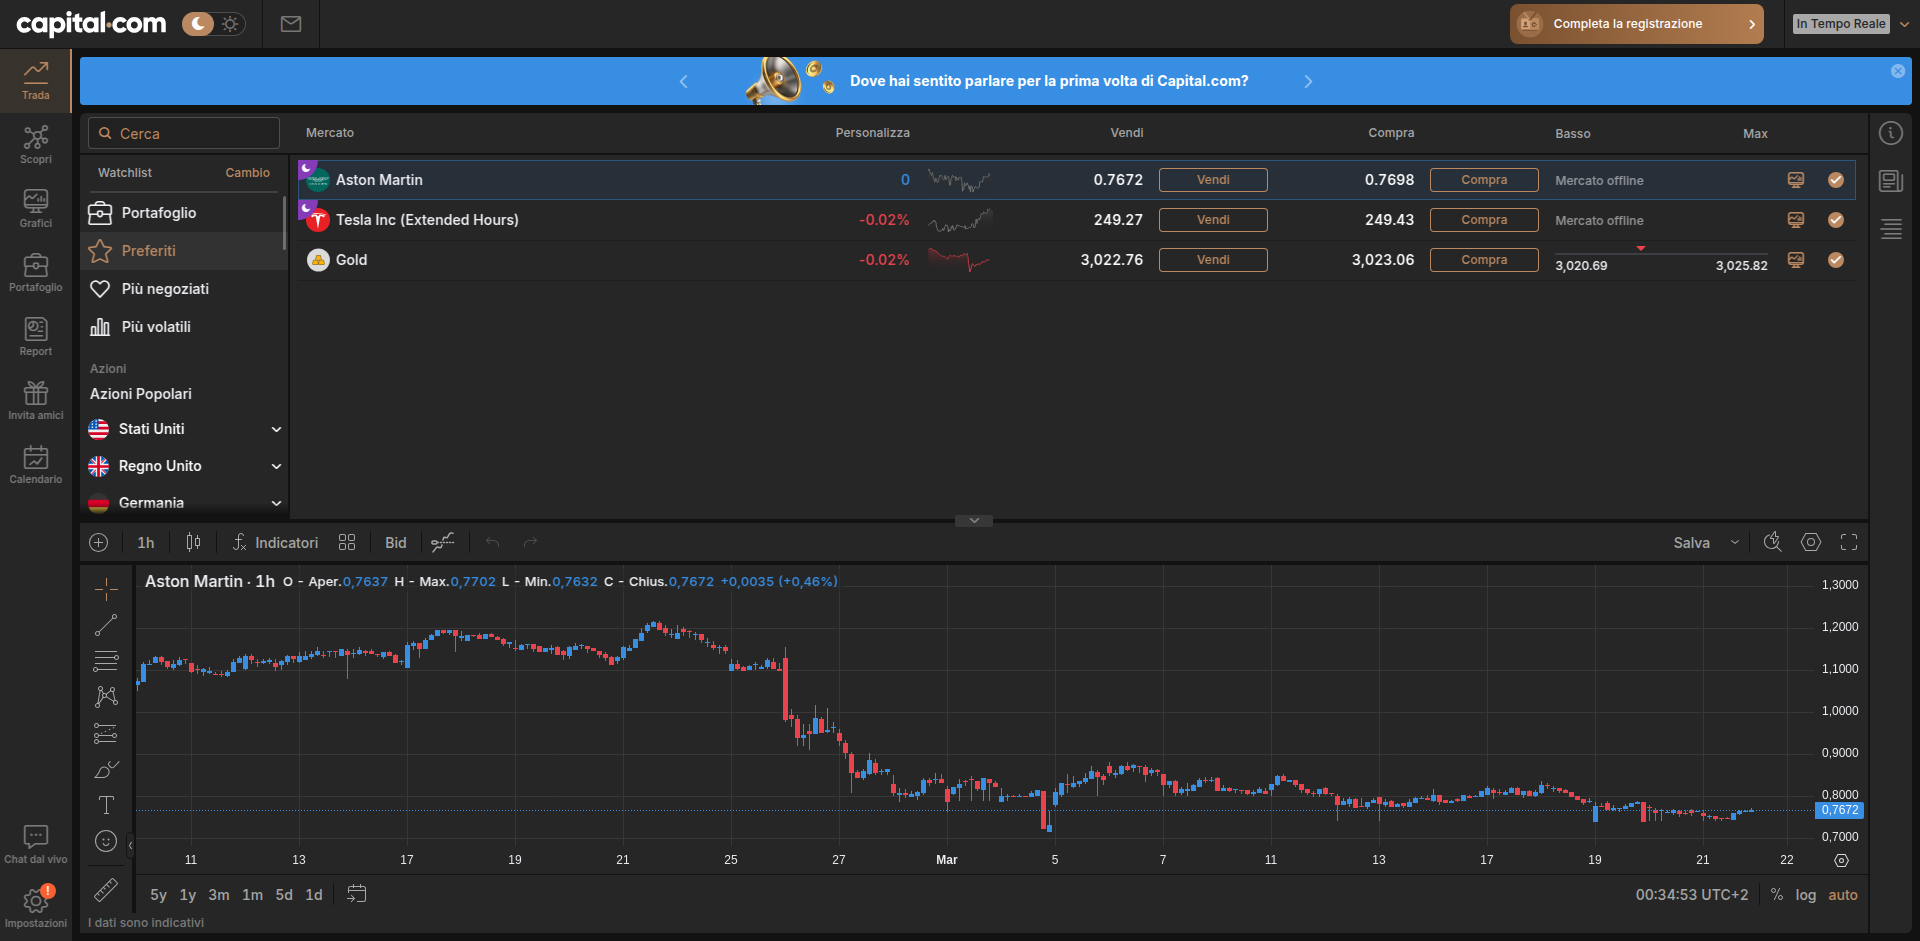 capital.com
Completa la registrazione
In Tempo Reale
Trada
Dove hai sentito parlare per la prima volta di Capital.com?
Cerca
Mercato Personalizza Vendi Compra Basso Max
Scopri
Watchlist Cambio
Aston Martin 0 0.7672 Vendi 0.7698 Compra Mercato offline
Portafoglio
Tesla Inc (Extended Hours) -0.02% 249.27 Vendi 249.43 Compra Mercato offline
Grafici
Preferiti
Gold -0.02% 3,022.76 Vendi 3,023.06 Compra 3,020.69 3,025.82
Portafoglio
Più negoziati
Più volatili
Report
Azioni
Azioni Popolari
Invita amici
Stati Uniti
Regno Unito
Calendario
Germania
1h Indicatori Bid Salva
Aston Martin · 1h O - Aper.0,7637 H - Max.0,7702 L - Min.0,7632 C - Chius.0,7672 +0,0035 (+0,46%)
1,3000
1,2000
1,1000
1,0000
0,9000
0,8000
0,7672
0,7000
Chat dal vivo
11 13 17 19 21 25 27 Mar 5 7 11 13 17 19 21 22
5y 1y 3m 1m 5d 1d 00:34:53 UTC+2 % log auto
Impostazioni
I dati sono indicativi